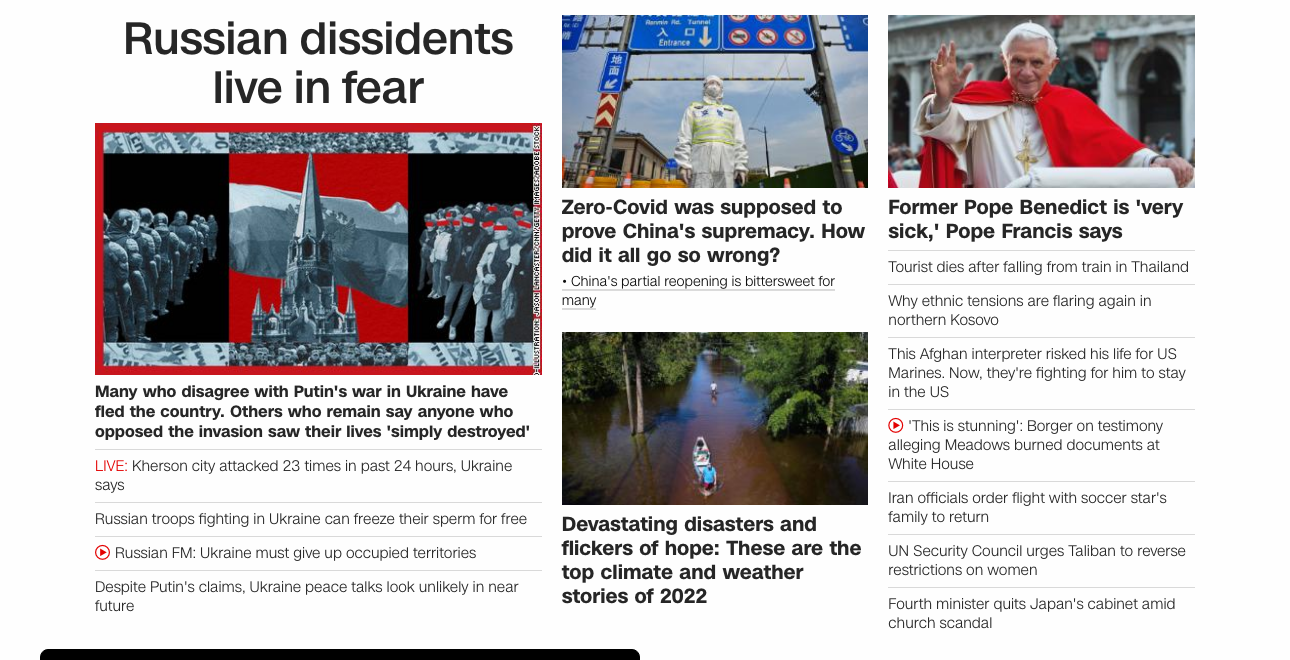 Russian dissidents
live in fear
ILLUSTRATION: JASON LANCASTER/CNN/GETTY IMAGES/ADOBE STOCK
Many who disagree with Putin's war in Ukraine have
fled the country. Others who remain say anyone who
opposed the invasion saw their lives 'simply destroyed'
LIVE: Kherson city attacked 23 times in past 24 hours, Ukraine
says
Russian troops fighting in Ukraine can freeze their sperm for free
Russian FM: Ukraine must give up occupied territories
Despite Putin's claims, Ukraine peace talks look unlikely in near
future
Ranmin Rd. Tunnel
入 口
Entrance
地
面
Zero-Covid was supposed to
prove China's supremacy. How
did it all go so wrong?
• China's partial reopening is bittersweet for
many
Devastating disasters and
flickers of hope: These are the
top climate and weather
stories of 2022
Former Pope Benedict is 'very
sick,' Pope Francis says
Tourist dies after falling from train in Thailand
Why ethnic tensions are flaring again in
northern Kosovo
This Afghan interpreter risked his life for US
Marines. Now, they're fighting for him to stay
in the US
'This is stunning': Borger on testimony
alleging Meadows burned documents at
White House
Iran officials order flight with soccer star's
family to return
UN Security Council urges Taliban to reverse
restrictions on women
Fourth minister quits Japan's cabinet amid
church scandal